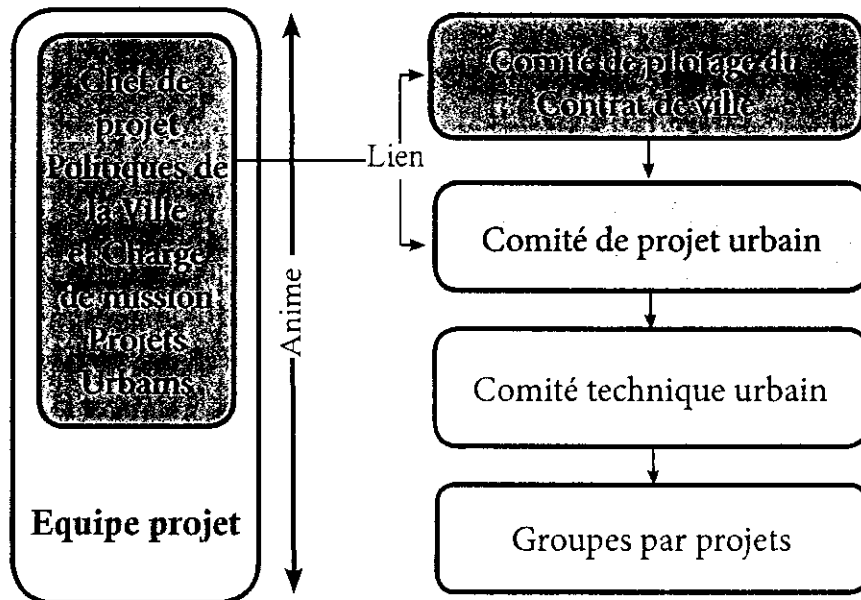 Chef de
projet
Politiques de
la Ville
et Chargé
de mission
Projets
Urbains
Equipe projet
Anime
Lien
Comité de pilotage du
Contrat de ville
Comité de projet urbain
Comité technique urbain
Groupes par projets